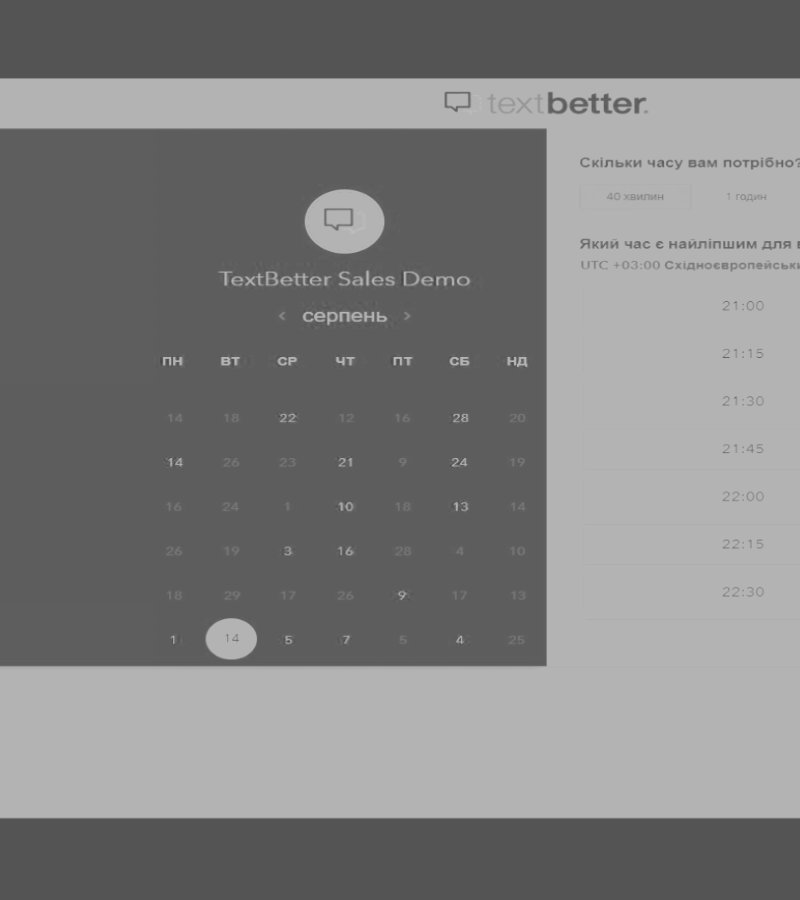 textbetter.
TextBetter Sales Demo
< серпень >
ПН ВТ СР ЧТ ПТ СБ НД
14 18 22 12 16 28 20
14 26 23 21 9 24 19
16 24 1 10 18 13 14
26 19 3 16 28 4 10
18 29 17 26 9 17 13
1 14 5 7 5 4 25
Скільки часу вам потрібно?
40 хвилин 1 годин
Який час є найліпшим для
UTC +03:00 Східноєвропейськи
21:00
21:15
21:30
21:45
22:00
22:15
22:30